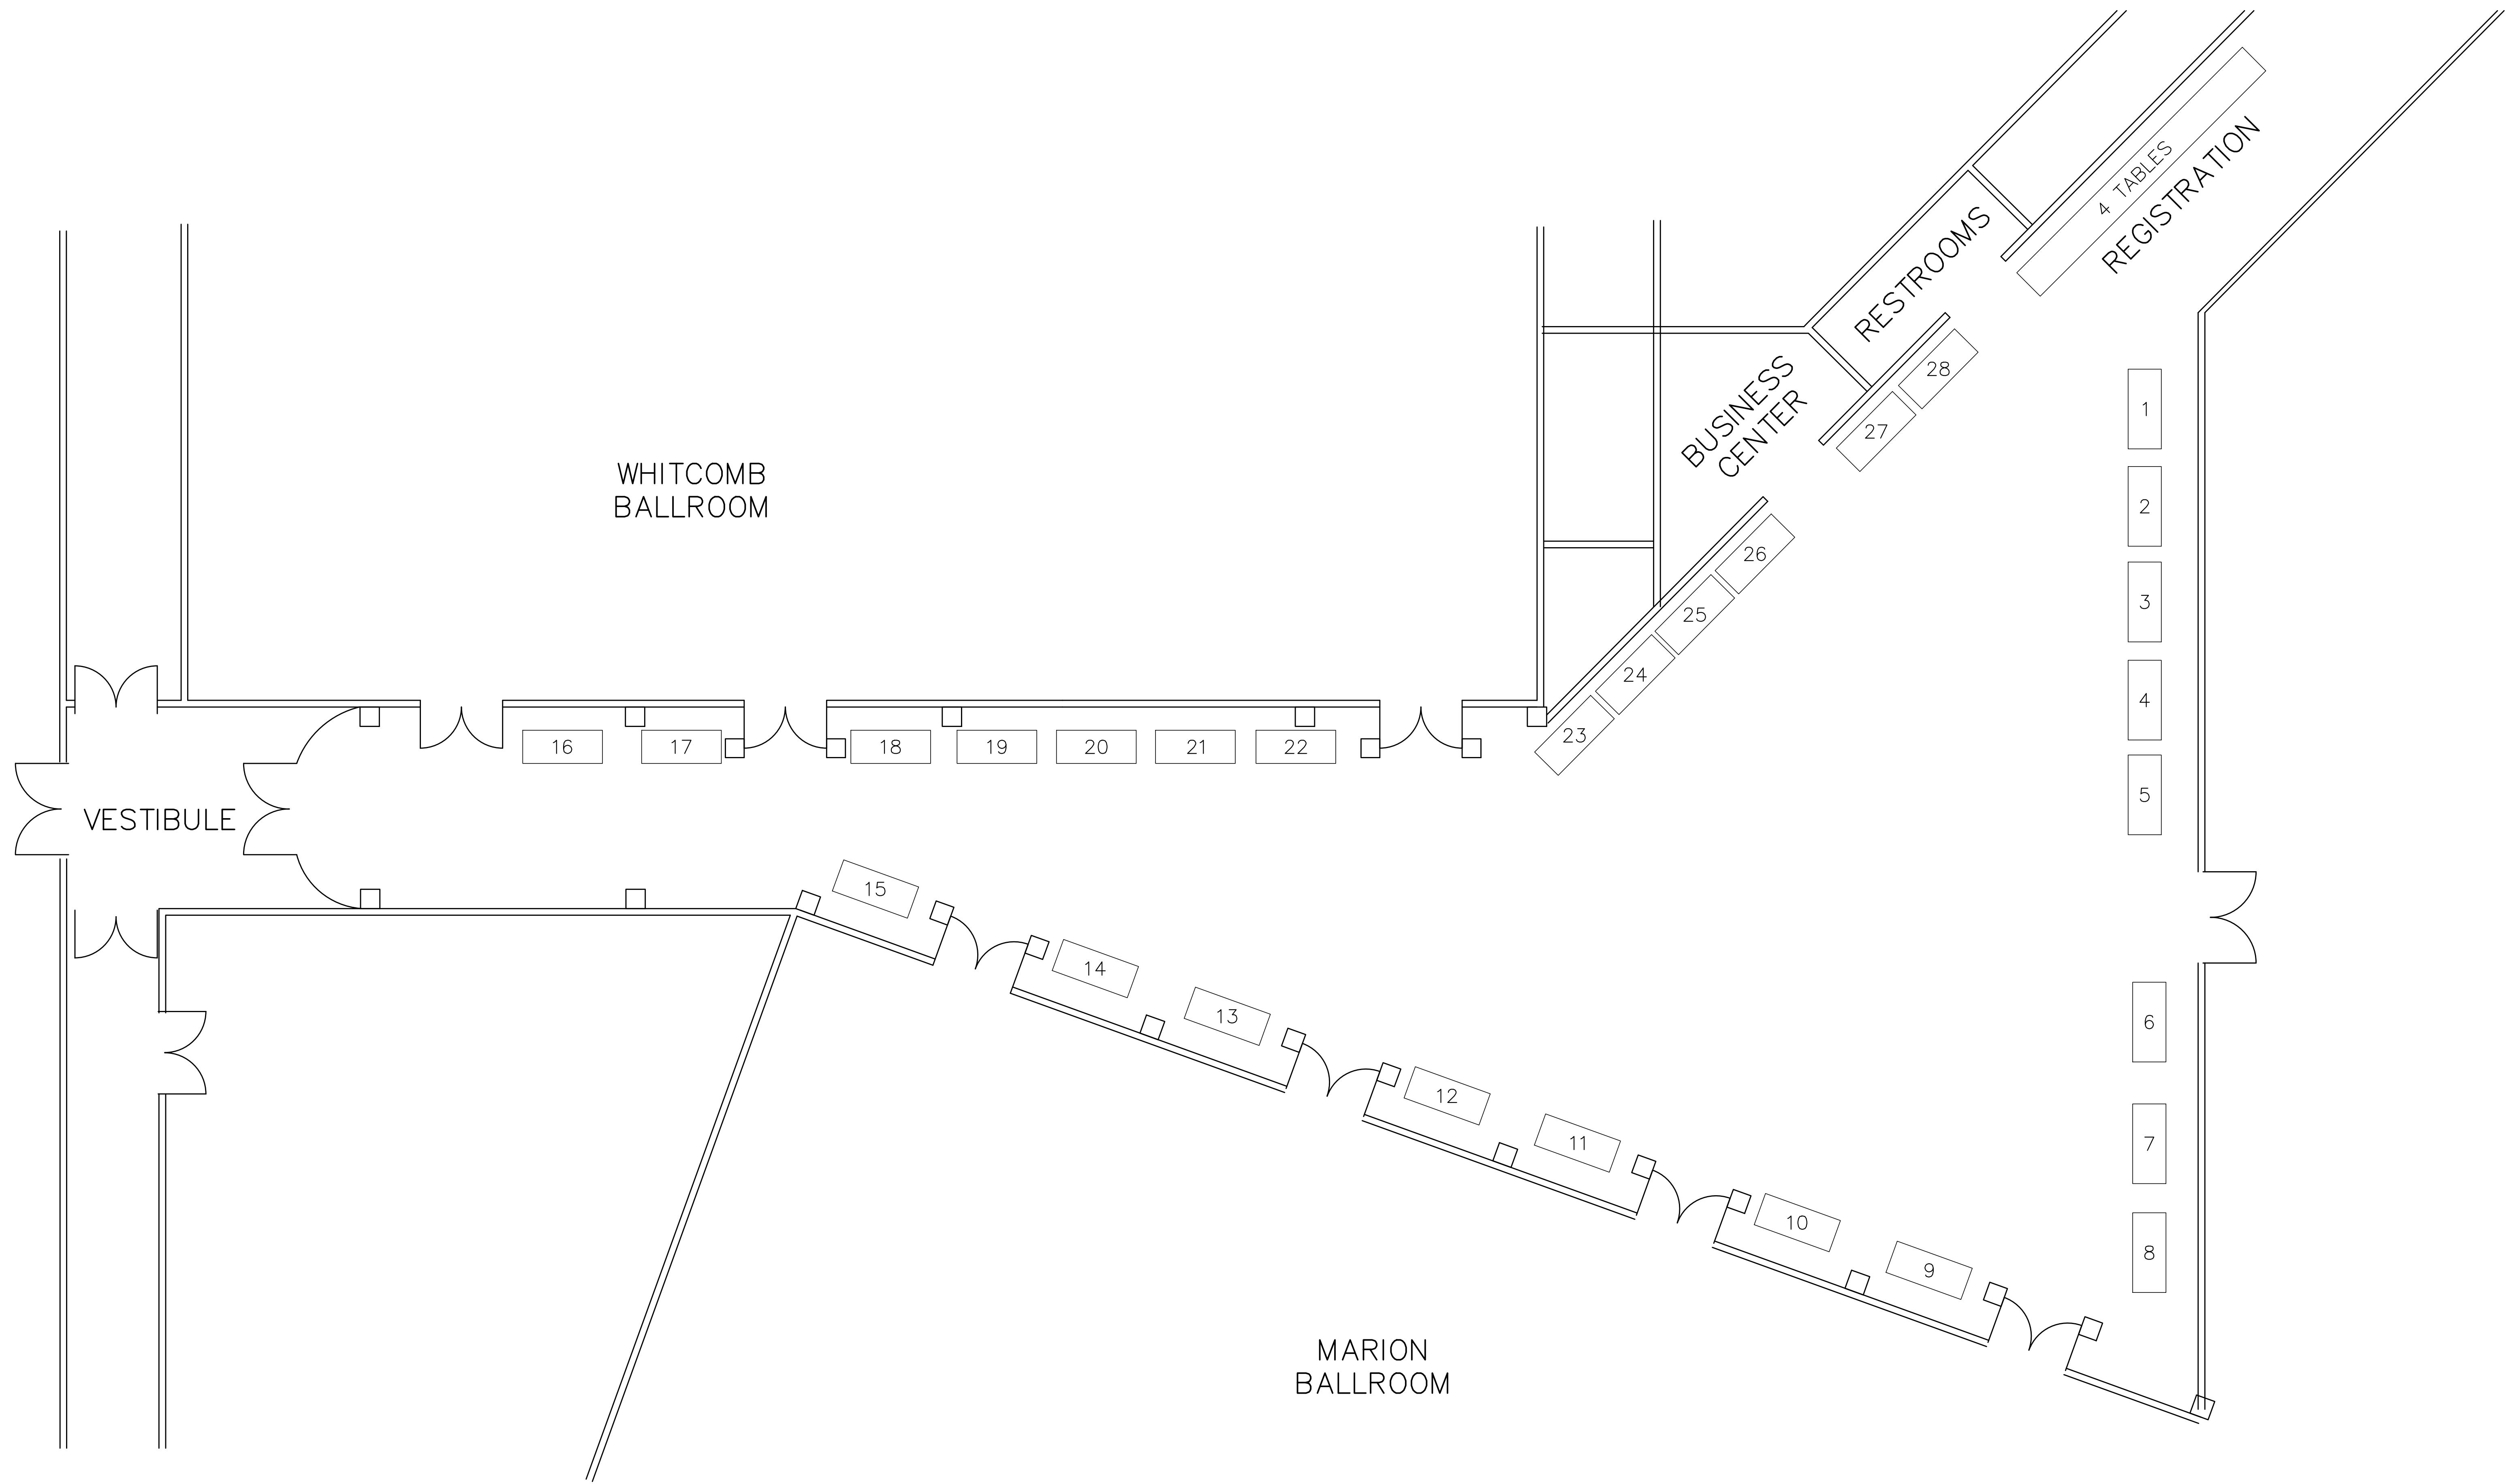 4 TABLES
REGISTRATION
RESTROOMS
BUSINESS
CENTER
28
27
26
25
24
23
1
2
3
4
5
WHITCOMB
BALLROOM
16
17
18
19
20
21
22
VESTIBULE
15
14
13
12
11
10
9
6
7
8
MARION
BALLROOM